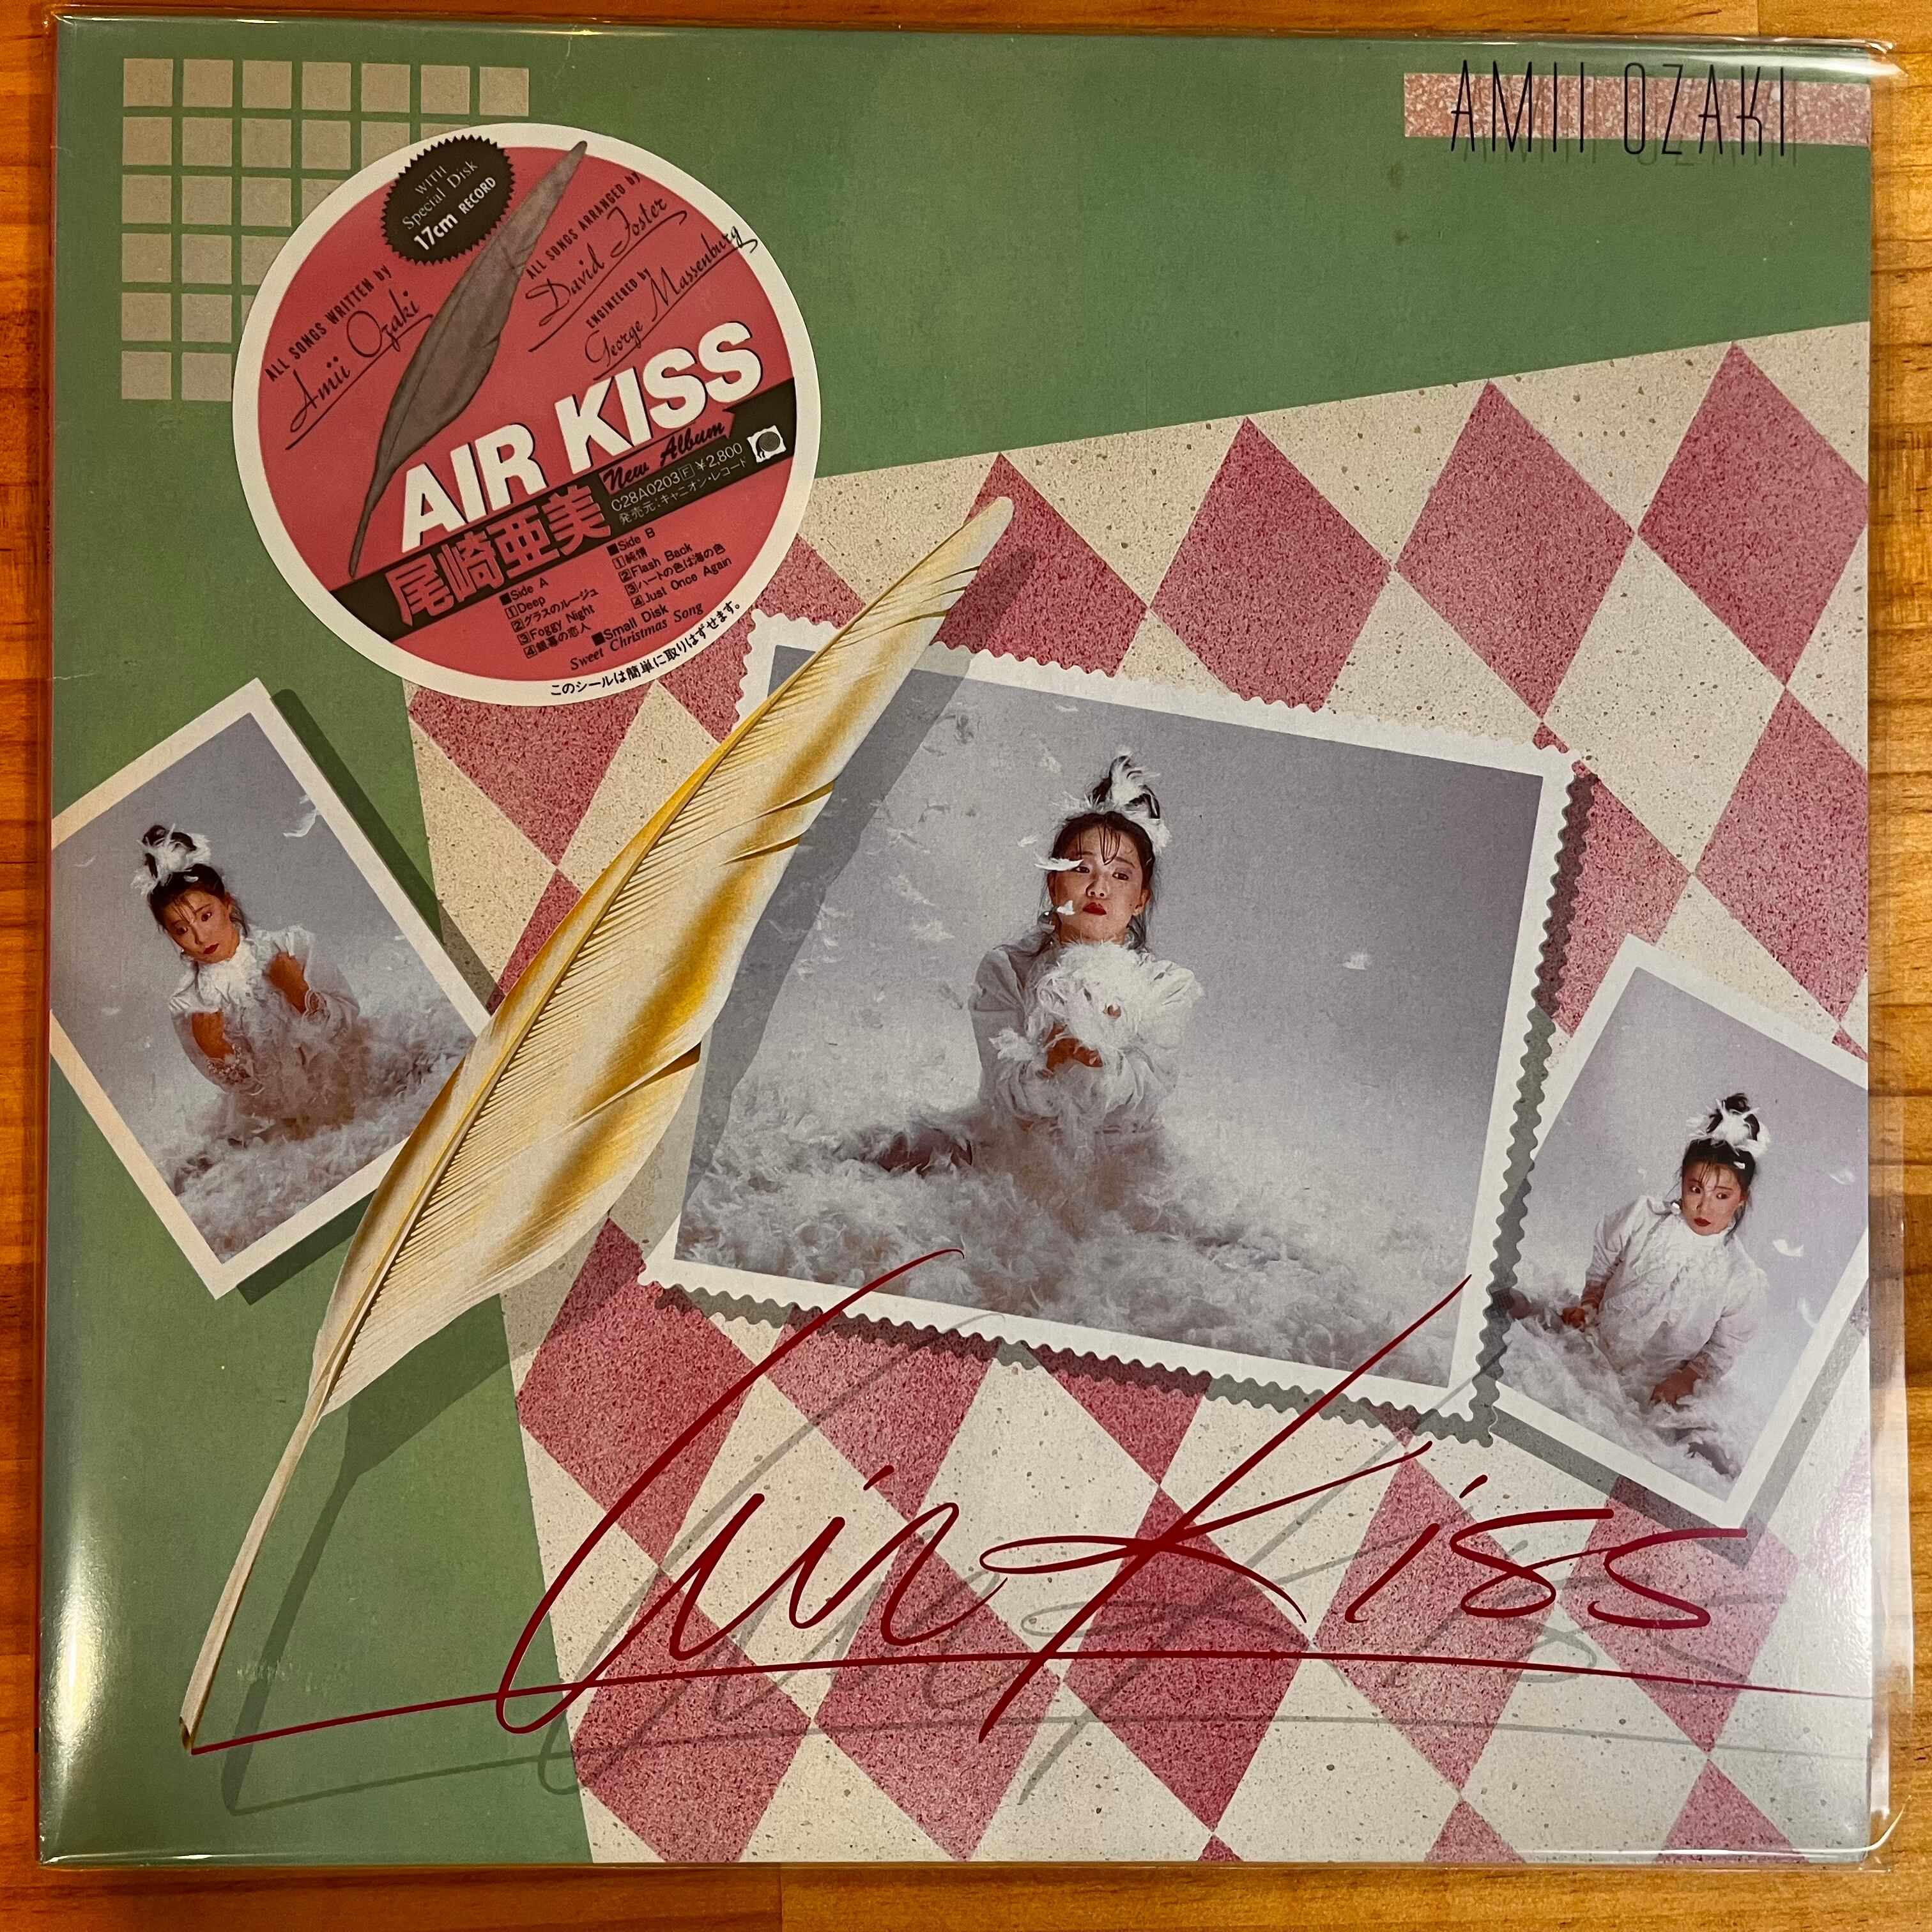 AMII OZAKI
WITH
Special Disk
17cm RECORD
ALL SONGS WRITTEN by
Amii Ozaki
ALL SONGS ARRANGED by
David Foster
ENGINEERED by
George Massenburg
AIR KISS
New Album
尾崎亜美
C28A0203 F ¥2,800
発売元:キャニオン・レコード
■Side A
1Deep
2グラスのルージュ
3Foggy Night
4銀幕の恋人
■Side B
1純情
2Flash Back
3ハートの色は海の色
4Just Once Again
■Small Disk
Sweet Christmas Song
このシールは簡単に取りはずせます。
Air Kiss